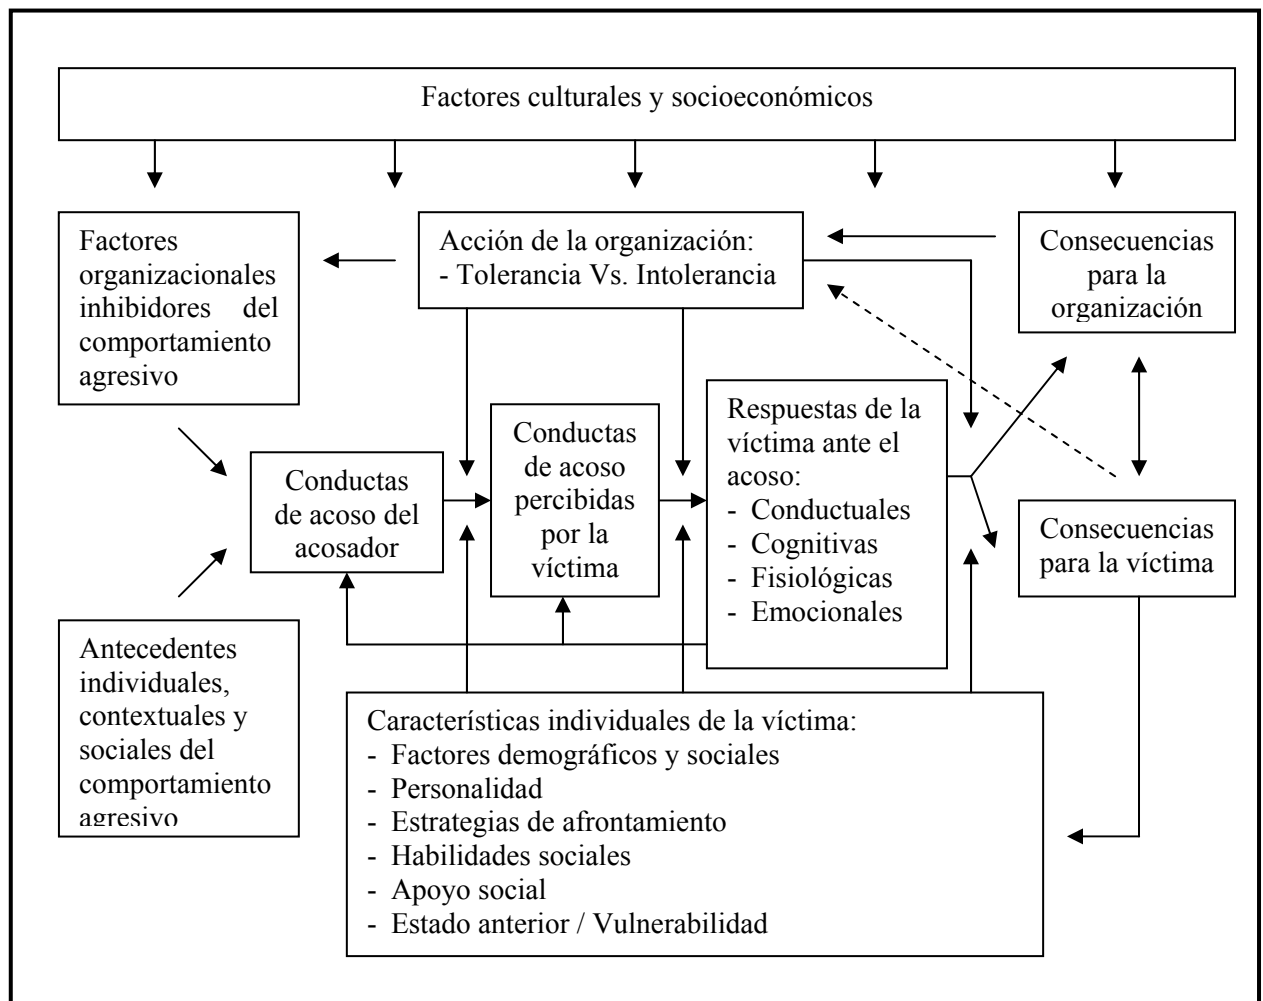 Factores culturales y socioeconómicos
Factores
organizacionales
inhibidores del
comportamiento
agresivo
Acción de la organización:
- Tolerancia Vs. Intolerancia
Consecuencias
para la
organización
Conductas
de acoso del
acosador
Conductas
de acoso
percibidas
por la
víctima
Respuestas de la
víctima ante el
acoso:
- Conductuales
- Cognitivas
- Fisiológicas
- Emocionales
Consecuencias
para la víctima
Antecedentes
individuales,
contextuales y
sociales del
comportamiento
agresivo
Características individuales de la víctima:
- Factores demográficos y sociales
- Personalidad
- Estrategias de afrontamiento
- Habilidades sociales
- Apoyo social
- Estado anterior / Vulnerabilidad